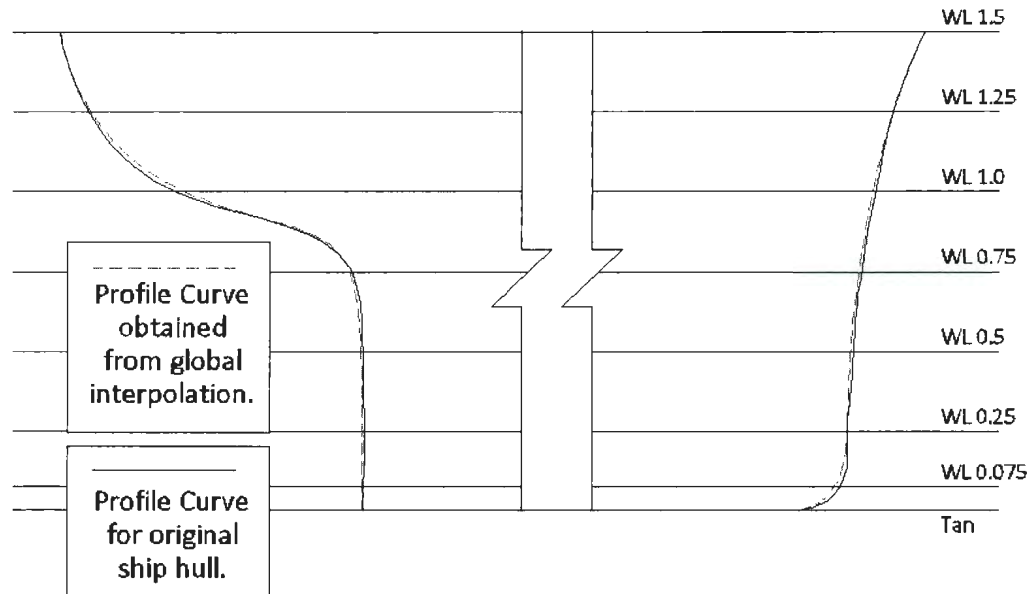 WL 1.5
WL 1.25
WL 1.0
WL 0.75
WL 0.5
WL 0.25
WL 0.075
Tan
Profile Curve
obtained
from global
interpolation.
Profile Curve
for original
ship hull.